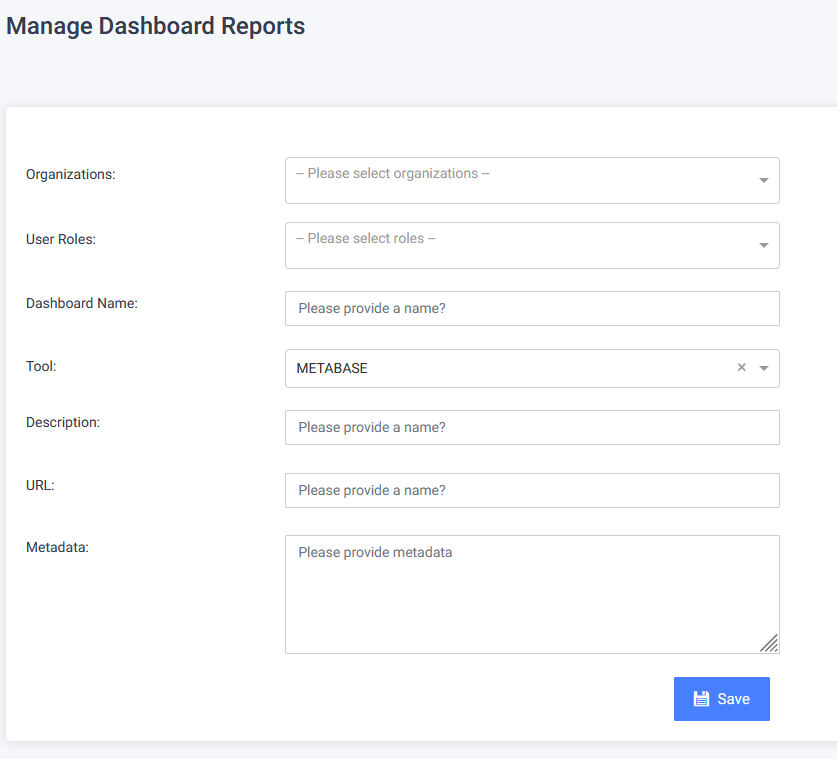 Manage Dashboard Reports
Organizations:
-- Please select organizations --
User Roles:
-- Please select roles --
Dashboard Name:
Please provide a name?
Tool:
METABASE
Description:
Please provide a name?
URL:
Please provide a name?
Metadata:
Please provide metadata
Save